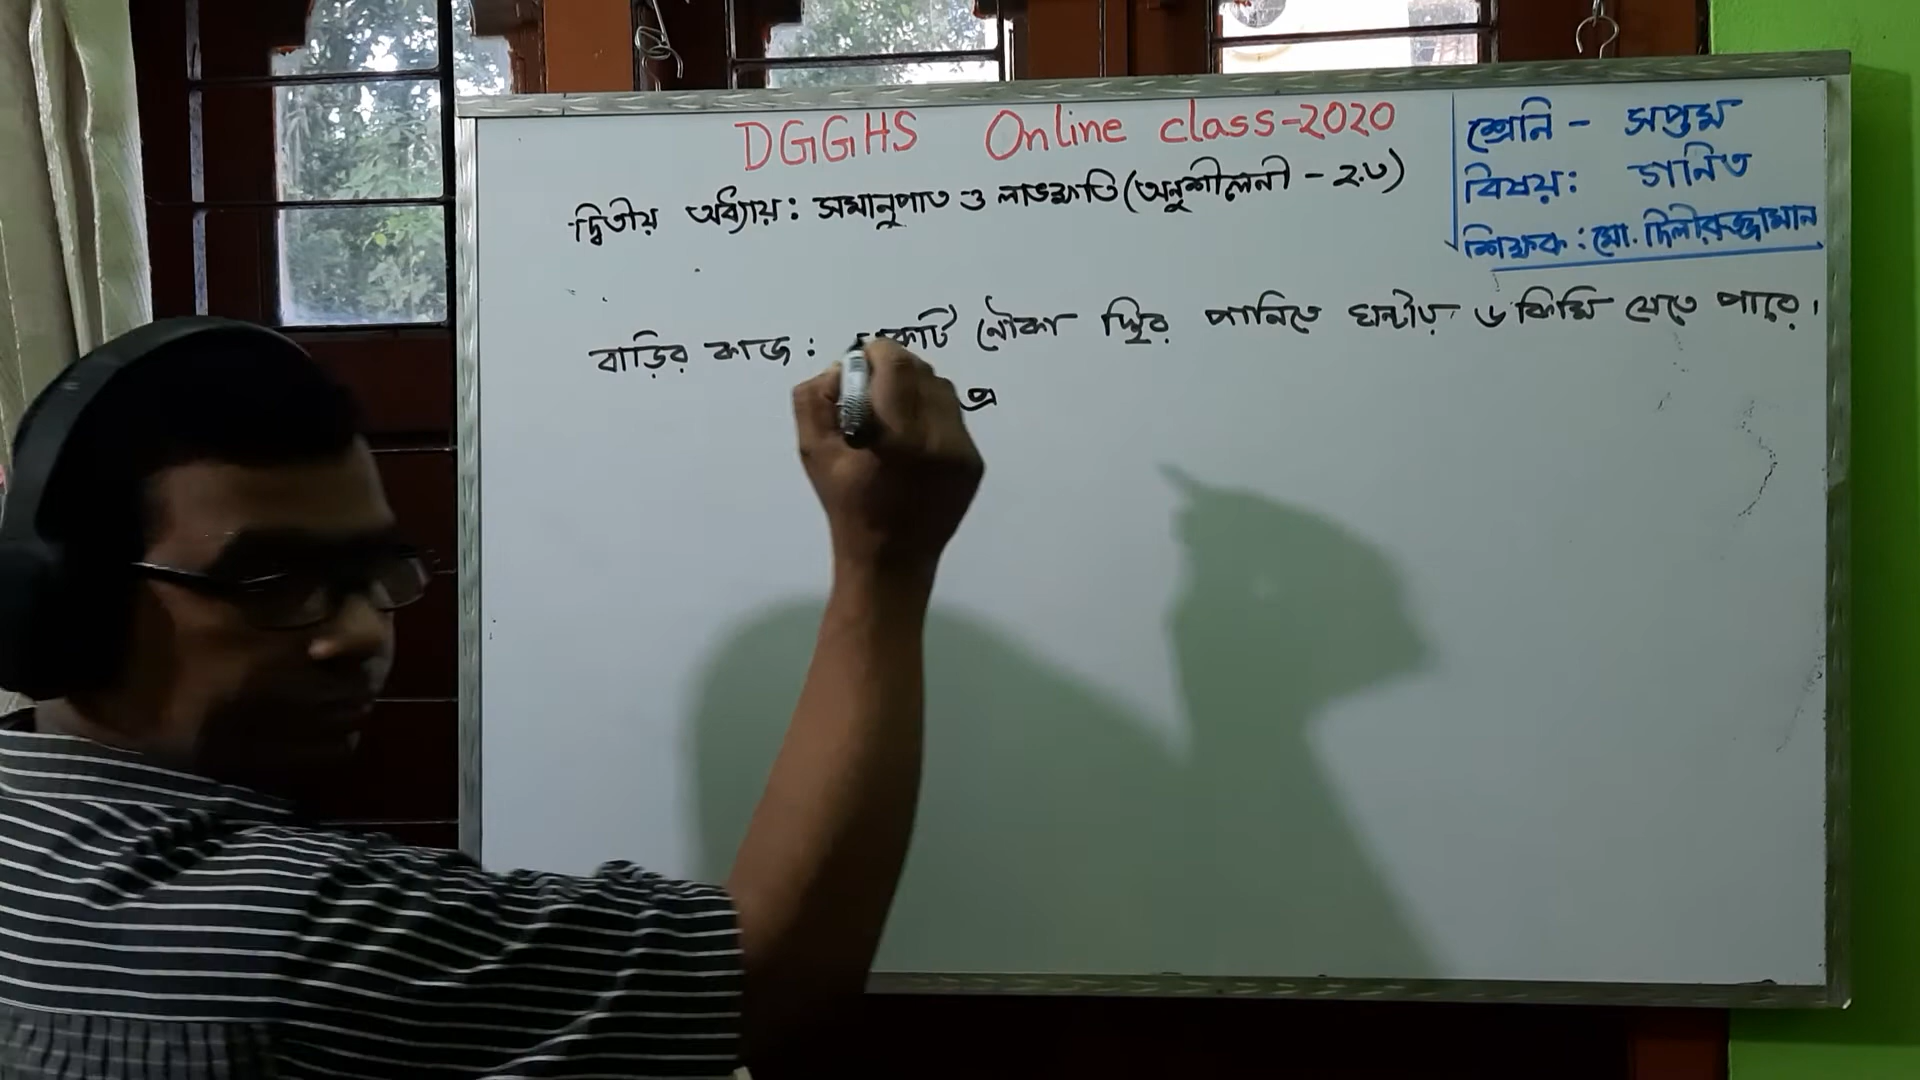 DGGHS Online class-2020
শ্রেনি - সপ্তম
বিষয়: গনিত
শিক্ষক: মো. দিলীরুজ্জামান
দ্বিতীয় অধ্যায়: সমানুপাত ও লাভক্ষতি (অনুশীলনী - ২.৩)
বাড়ির কাজ: একটি নৌকা স্থির পানিতে ঘন্টায় ৬ কিমি যেতে পারে।